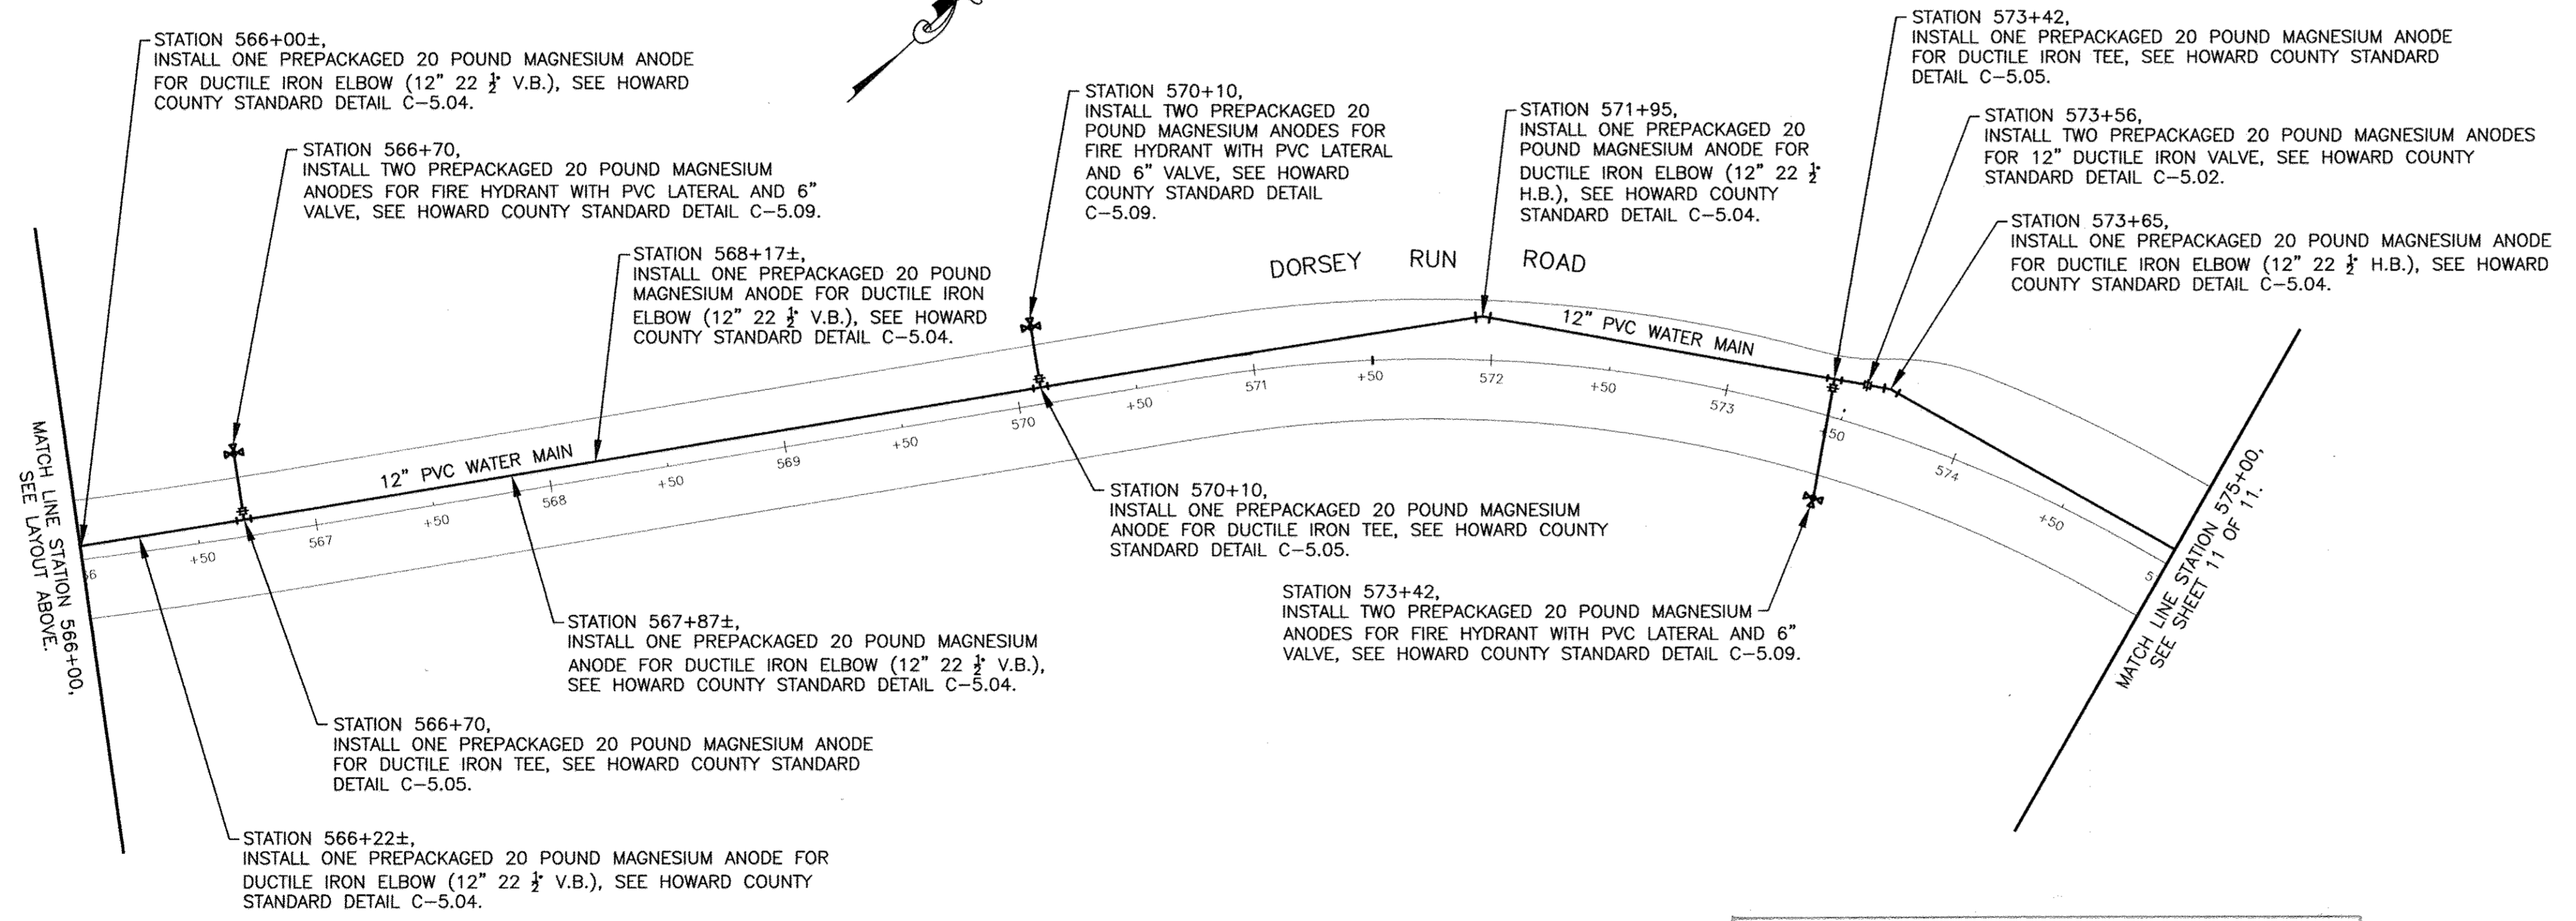 STATION 566+00±,
INSTALL ONE PREPACKAGED 20 POUND MAGNESIUM ANODE
FOR DUCTILE IRON ELBOW (12" 22 ½° V.B.), SEE HOWARD
COUNTY STANDARD DETAIL C-5.04.
STATION 566+70,
INSTALL TWO PREPACKAGED 20 POUND MAGNESIUM
ANODES FOR FIRE HYDRANT WITH PVC LATERAL AND 6"
VALVE, SEE HOWARD COUNTY STANDARD DETAIL C-5.09.
STATION 568+17±,
INSTALL ONE PREPACKAGED 20 POUND
MAGNESIUM ANODE FOR DUCTILE IRON
ELBOW (12" 22 ½° V.B.), SEE HOWARD
COUNTY STANDARD DETAIL C-5.04.
STATION 570+10,
INSTALL TWO PREPACKAGED 20
POUND MAGNESIUM ANODES FOR
FIRE HYDRANT WITH PVC LATERAL
AND 6" VALVE, SEE HOWARD
COUNTY STANDARD DETAIL
C-5.09.
STATION 571+95,
INSTALL ONE PREPACKAGED 20
POUND MAGNESIUM ANODE FOR
DUCTILE IRON ELBOW (12" 22 ½°
H.B.), SEE HOWARD COUNTY
STANDARD DETAIL C-5.04.
STATION 573+42,
INSTALL ONE PREPACKAGED 20 POUND MAGNESIUM ANODE
FOR DUCTILE IRON TEE, SEE HOWARD COUNTY STANDARD
DETAIL C-5.05.
STATION 573+56,
INSTALL TWO PREPACKAGED 20 POUND MAGNESIUM ANODES
FOR 12" DUCTILE IRON VALVE, SEE HOWARD COUNTY
STANDARD DETAIL C-5.02.
STATION 573+65,
INSTALL ONE PREPACKAGED 20 POUND MAGNESIUM ANODE
FOR DUCTILE IRON ELBOW (12" 22 ½° H.B.), SEE HOWARD
COUNTY STANDARD DETAIL C-5.04.
DORSEY RUN ROAD
12" PVC WATER MAIN
12" PVC WATER MAIN
MATCH LINE STATION 566+00,
SEE LAYOUT ABOVE.
+50
567
+50
568
+50
569
+50
570
+50
571
+50
572
+50
573
+50
574
+50
MATCH LINE STATION 575+00,
SEE SHEET 11 OF 11.
STATION 570+10,
INSTALL ONE PREPACKAGED 20 POUND MAGNESIUM
ANODE FOR DUCTILE IRON TEE, SEE HOWARD COUNTY
STANDARD DETAIL C-5.05.
STATION 573+42,
INSTALL TWO PREPACKAGED 20 POUND MAGNESIUM
ANODES FOR FIRE HYDRANT WITH PVC LATERAL AND 6"
VALVE, SEE HOWARD COUNTY STANDARD DETAIL C-5.09.
STATION 567+87±,
INSTALL ONE PREPACKAGED 20 POUND MAGNESIUM
ANODE FOR DUCTILE IRON ELBOW (12" 22 ½° V.B.),
SEE HOWARD COUNTY STANDARD DETAIL C-5.04.
STATION 566+70,
INSTALL ONE PREPACKAGED 20 POUND MAGNESIUM ANODE
FOR DUCTILE IRON TEE, SEE HOWARD COUNTY STANDARD
DETAIL C-5.05.
STATION 566+22±,
INSTALL ONE PREPACKAGED 20 POUND MAGNESIUM ANODE FOR
DUCTILE IRON ELBOW (12" 22 ½° V.B.), SEE HOWARD COUNTY
STANDARD DETAIL C-5.04.